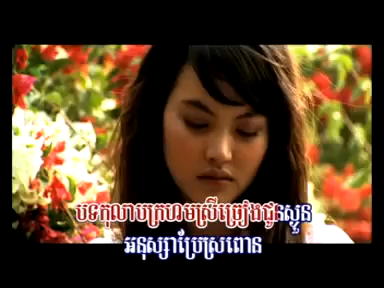 បទកុលាបក្រហមស្រីច្រៀងជូនស្ងួន
អនុស្សាប្រែស្រពោន